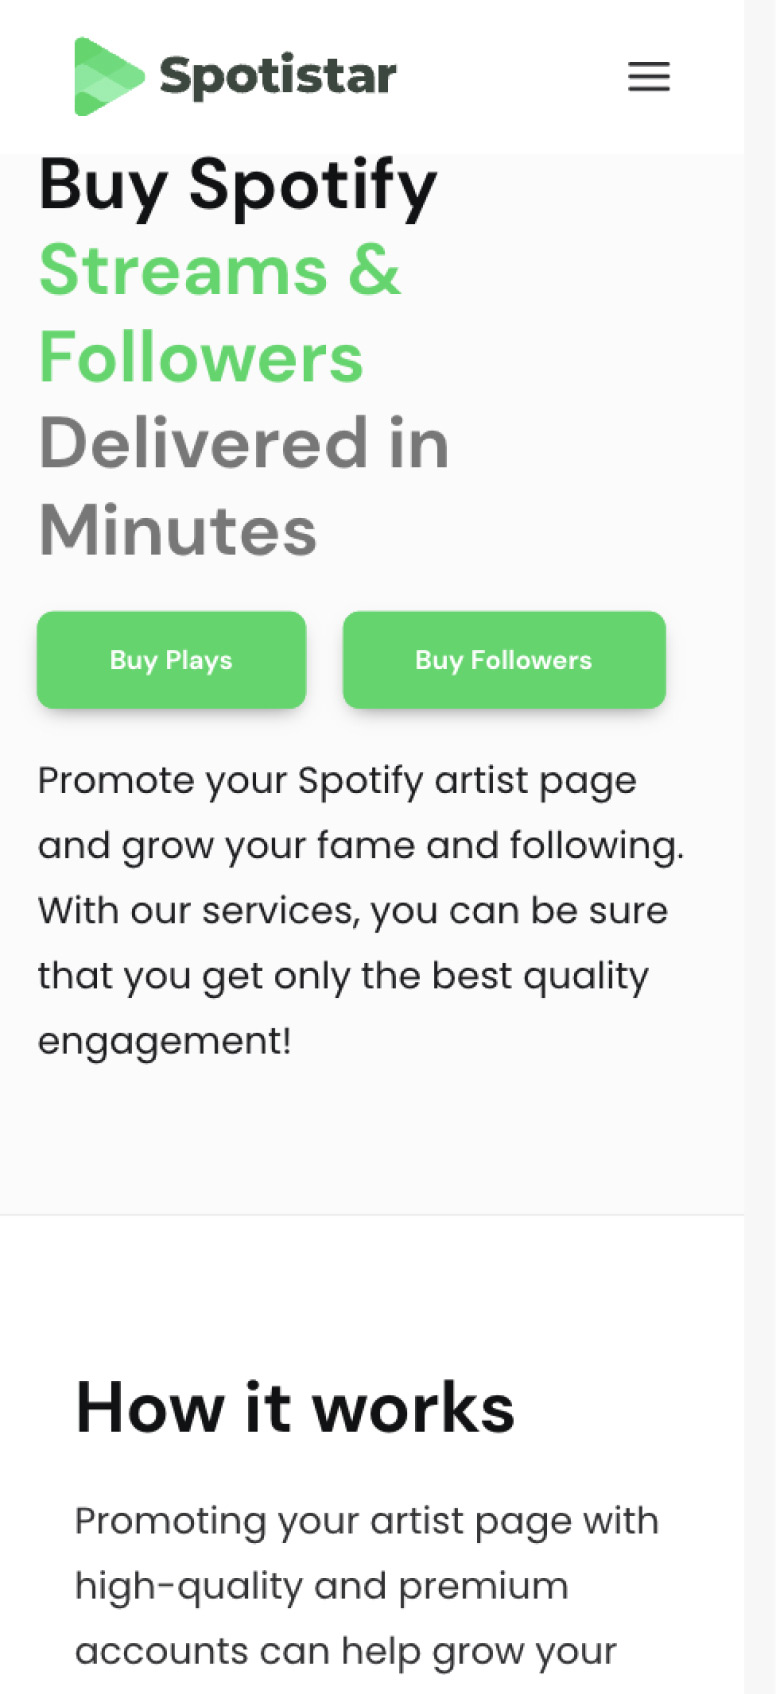 Spotistar
Buy Spotify
Streams &
Followers
Delivered in
Minutes
Buy Plays
Buy Followers
Promote your Spotify artist page
and grow your fame and following.
With our services, you can be sure
that you get only the best quality
engagement!
How it works
Promoting your artist page with
high-quality and premium
accounts can help grow your